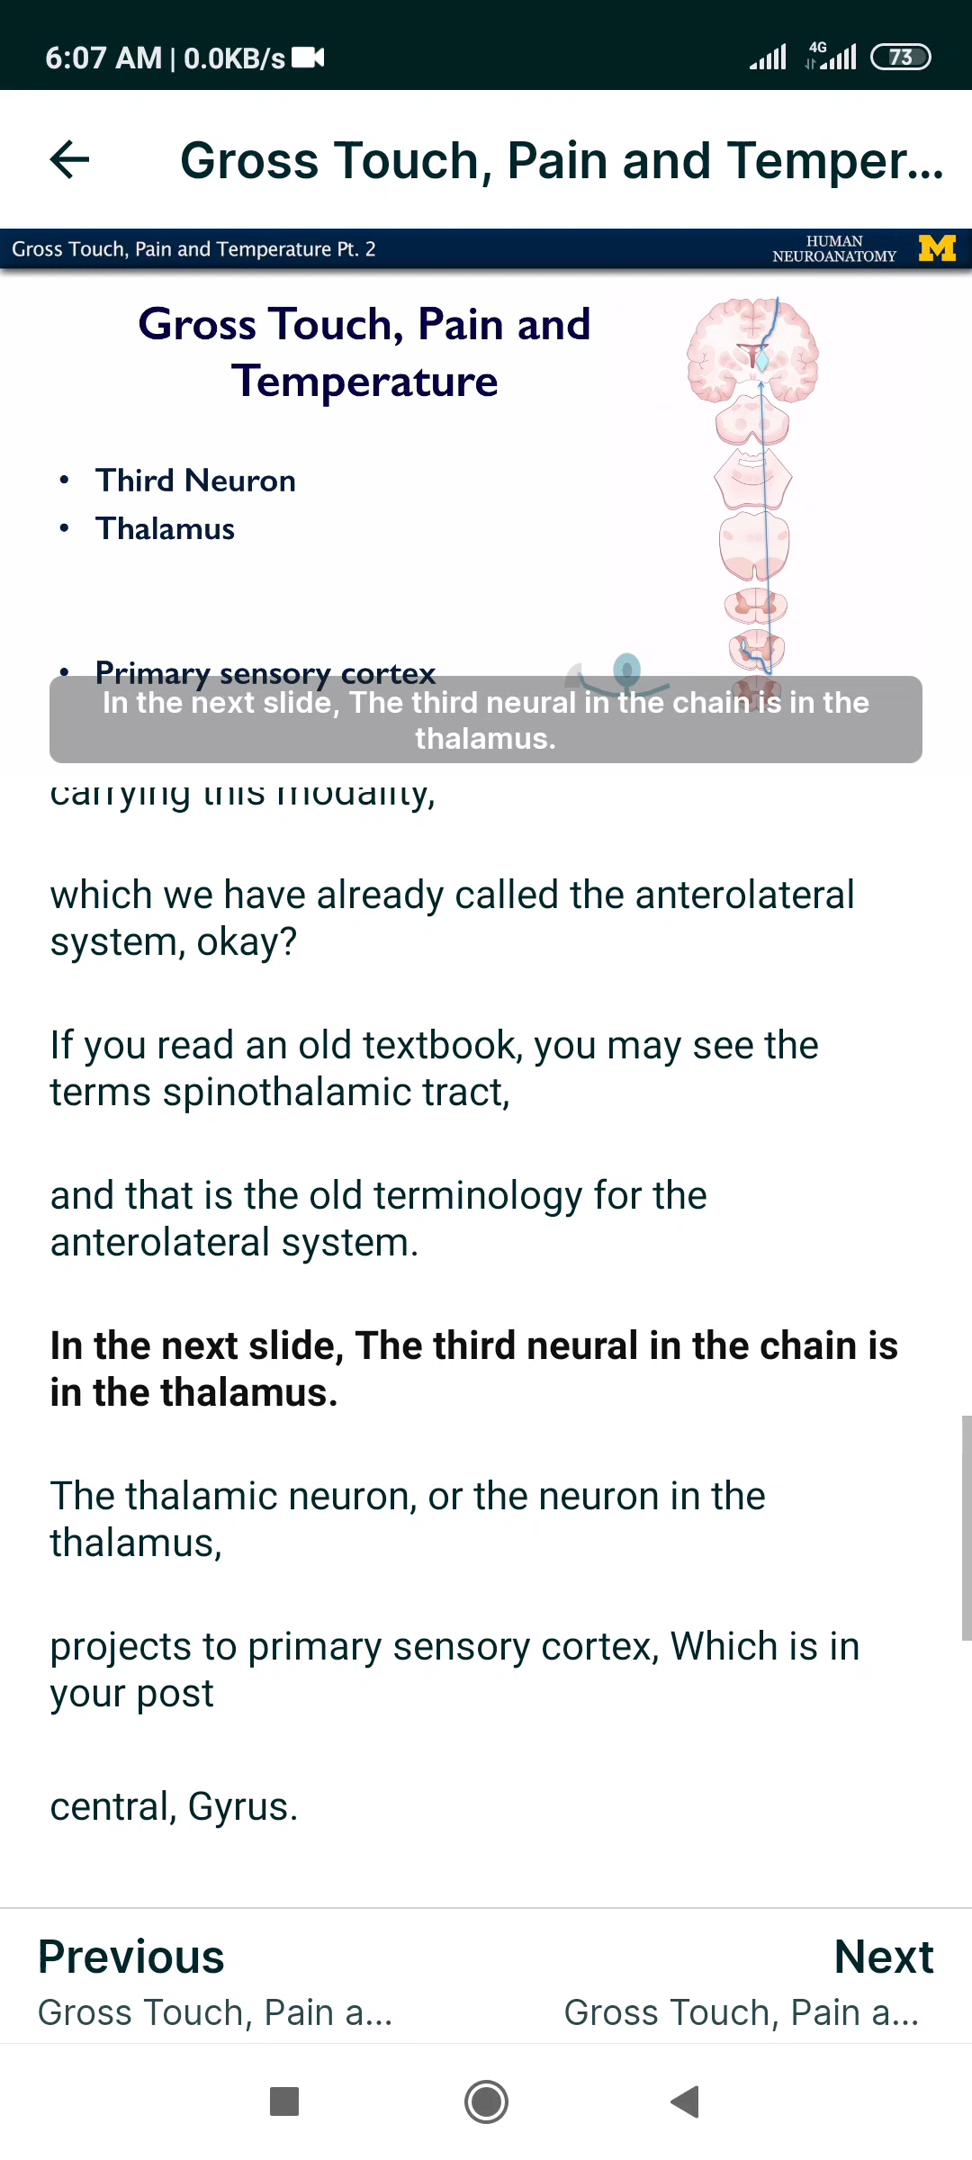 6:07 AM | 0.0KB/s
4G
73
Gross Touch, Pain and Temper...
Gross Touch, Pain and Temperature Pt. 2
HUMAN
NEUROANATOMY
M
Gross Touch, Pain and
Temperature
• Third Neuron
• Thalamus
• Primary sensory cortex
In the next slide, The third neural in the chain is in the
thalamus.
carrying this modality,
which we have already called the anterolateral
system, okay?
If you read an old textbook, you may see the
terms spinothalamic tract,
and that is the old terminology for the
anterolateral system.
In the next slide, The third neural in the chain is
in the thalamus.
The thalamic neuron, or the neuron in the
thalamus,
projects to primary sensory cortex, Which is in
your post
central, Gyrus.
Previous
Next
Gross Touch, Pain a...
Gross Touch, Pain a...